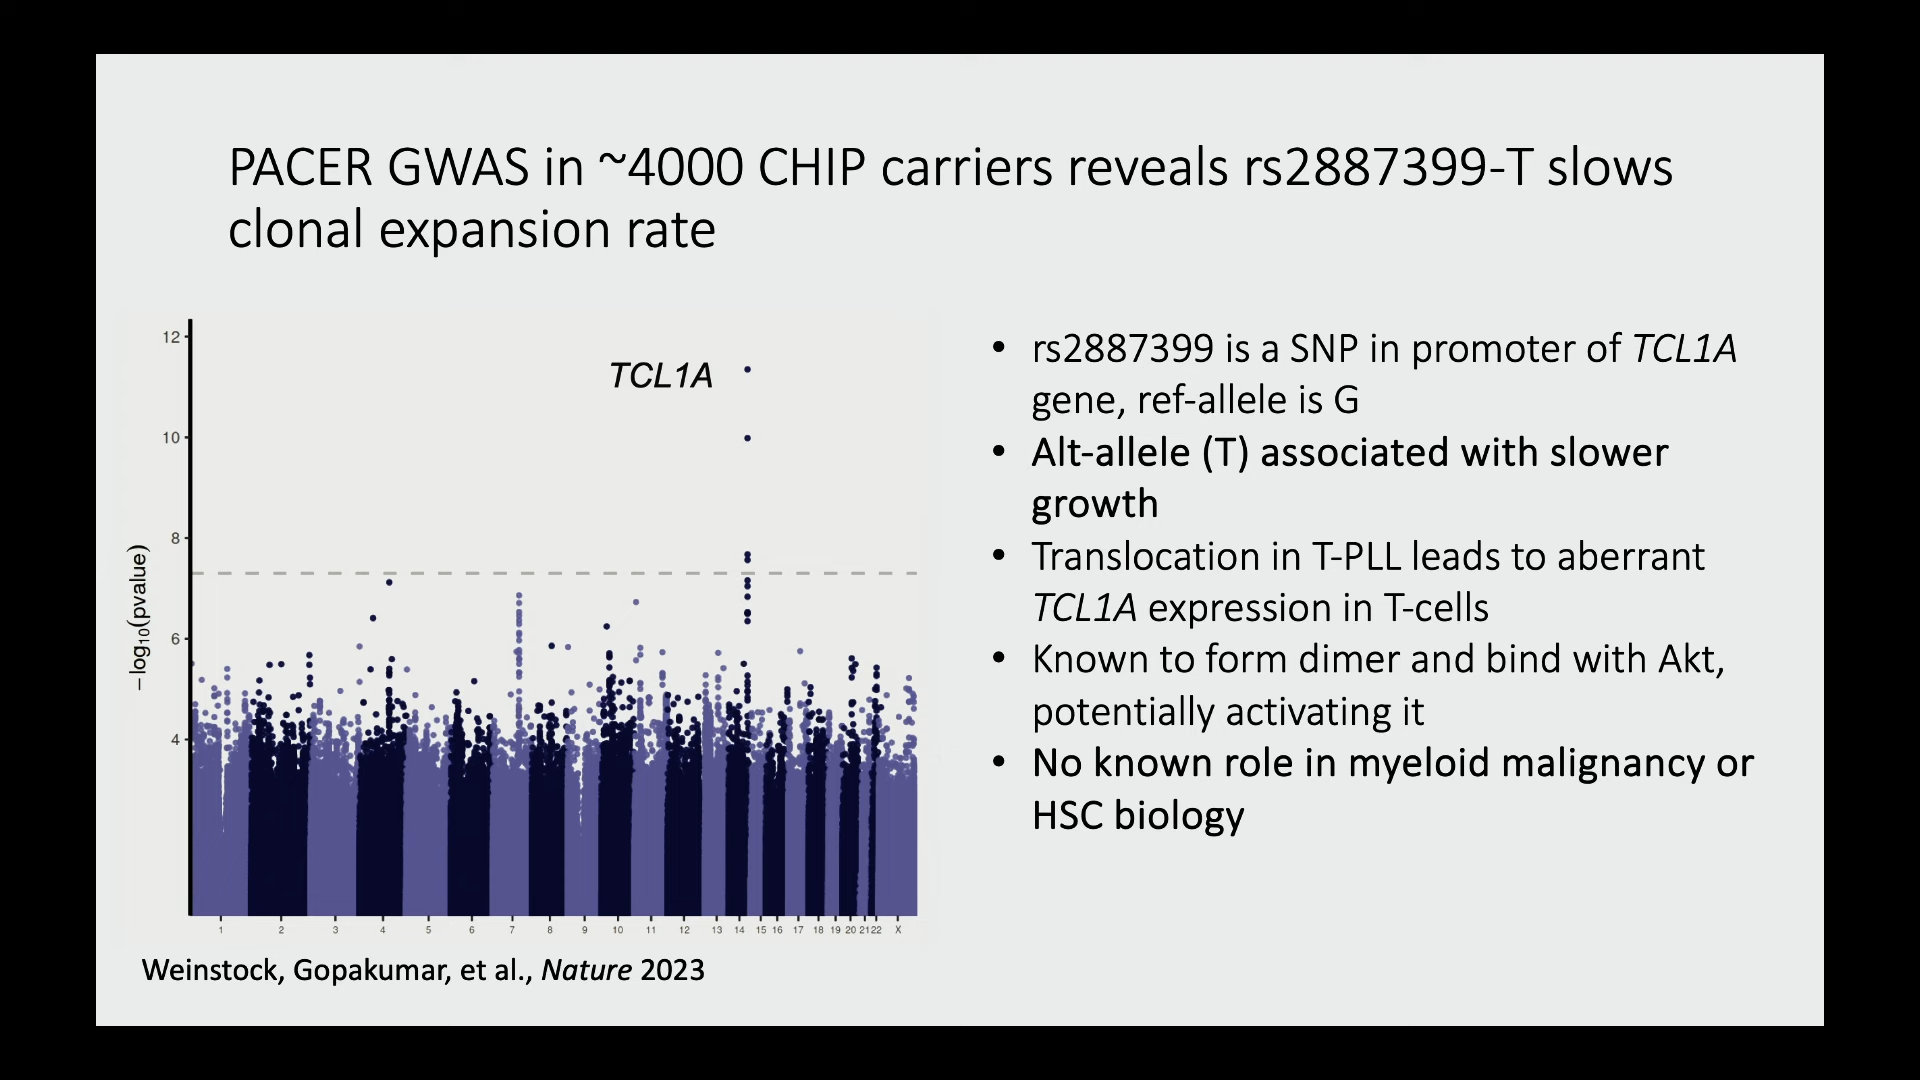 PACER GWAS in ~4000 CHIP carriers reveals rs2887399-T slows
clonal expansion rate
12
10
8
6
4
−log10(pvalue)
TCL1A
1 2 3 4 5 6 7 8 9 10 11 12 13 14 15 16 17 18 19 20 21 22 X
• rs2887399 is a SNP in promoter of TCL1A
gene, ref-allele is G
• Alt-allele (T) associated with slower
growth
• Translocation in T-PLL leads to aberrant
TCL1A expression in T-cells
• Known to form dimer and bind with Akt,
potentially activating it
• No known role in myeloid malignancy or
HSC biology
Weinstock, Gopakumar, et al., Nature 2023